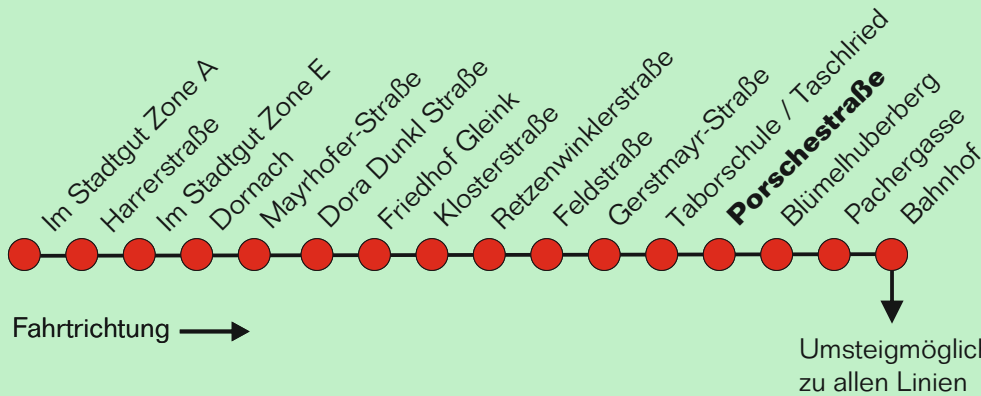 Im Stadtgut Zone A
Harrerstraße
Im Stadtgut Zone E
Dornach
Mayrhofer-Straße
Dora Dunkl Straße
Friedhof Gleink
Klosterstraße
Retzenwinklerstraße
Feldstraße
Gerstmayr-Straße
Taborschule / Taschlried
Porschestraße
Blümelhuberberg
Pachergasse
Bahnhof
Fahrtrichtung
Umsteigmöglich
zu allen Linien